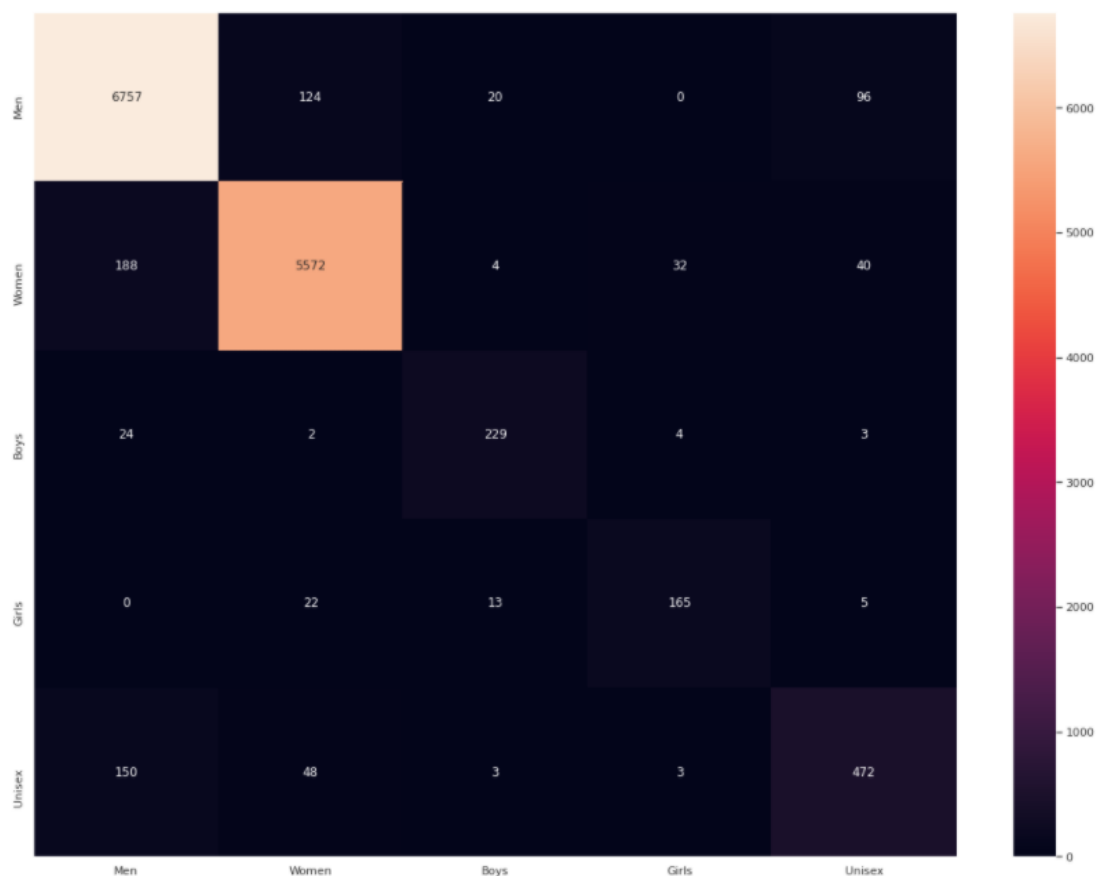 Men 6757 124 20 0 96
Women 188 5572 4 32 40
Boys 24 2 229 4 3
Girls 0 22 13 165 5
Unisex 150 48 3 3 472
Men Women Boys Girls Unisex
6000
5000
4000
3000
2000
1000
0